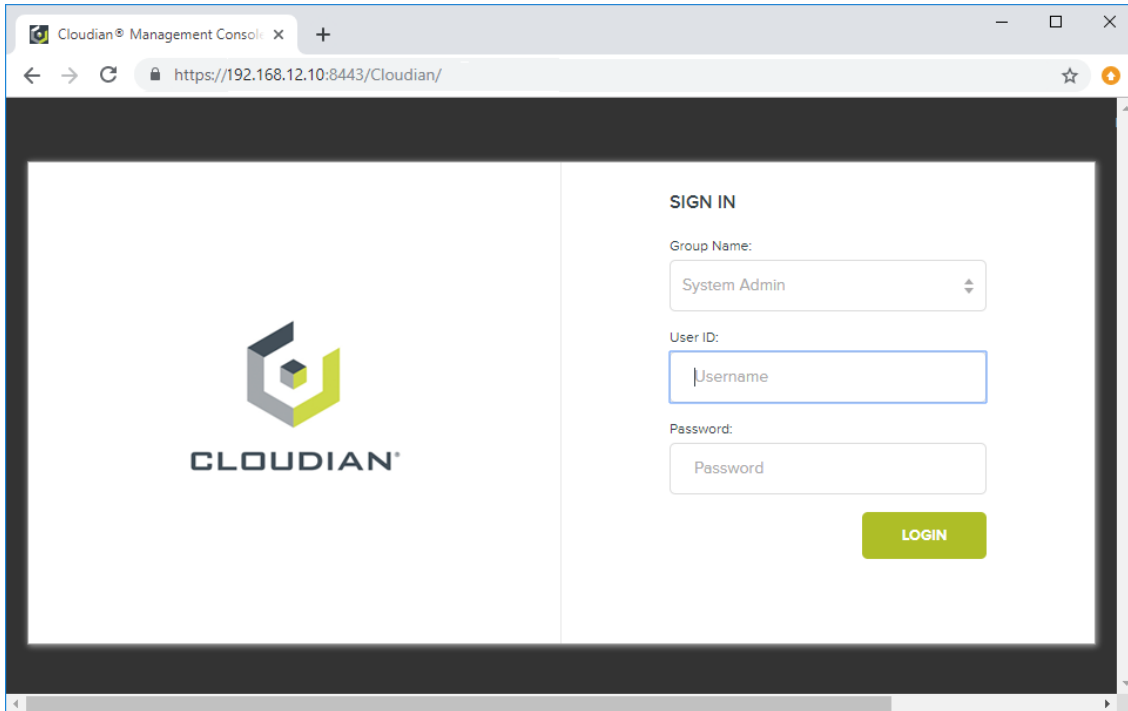 Cloudian® Management Console
https://192.168.12.10:8443/Cloudian/
SIGN IN
Group Name:
System Admin
User ID:
Username
Password:
Password
LOGIN
CLOUDIAN®